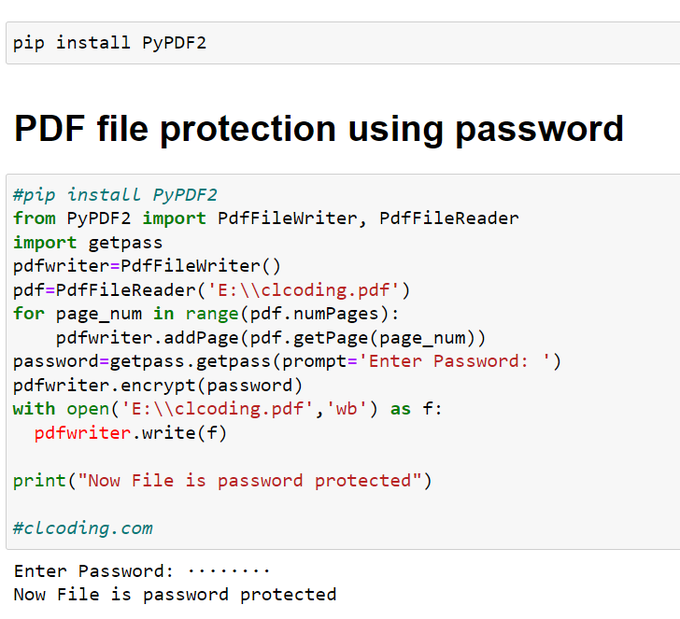 pip install PyPDF2
PDF file protection using password
#pip install PyPDF2
from PyPDF2 import PdfFileWriter, PdfFileReader
import getpass
pdfwriter=PdfFileWriter()
pdf=PdfFileReader('E:\\clcoding.pdf')
for page_num in range(pdf.numPages):
    pdfwriter.addPage(pdf.getPage(page_num))
password=getpass.getpass(prompt='Enter Password: ')
pdfwriter.encrypt(password)
with open('E:\\clcoding.pdf','wb') as f:
  pdfwriter.write(f)
print("Now File is password protected")
#clcoding.com
Enter Password: ········
Now File is password protected